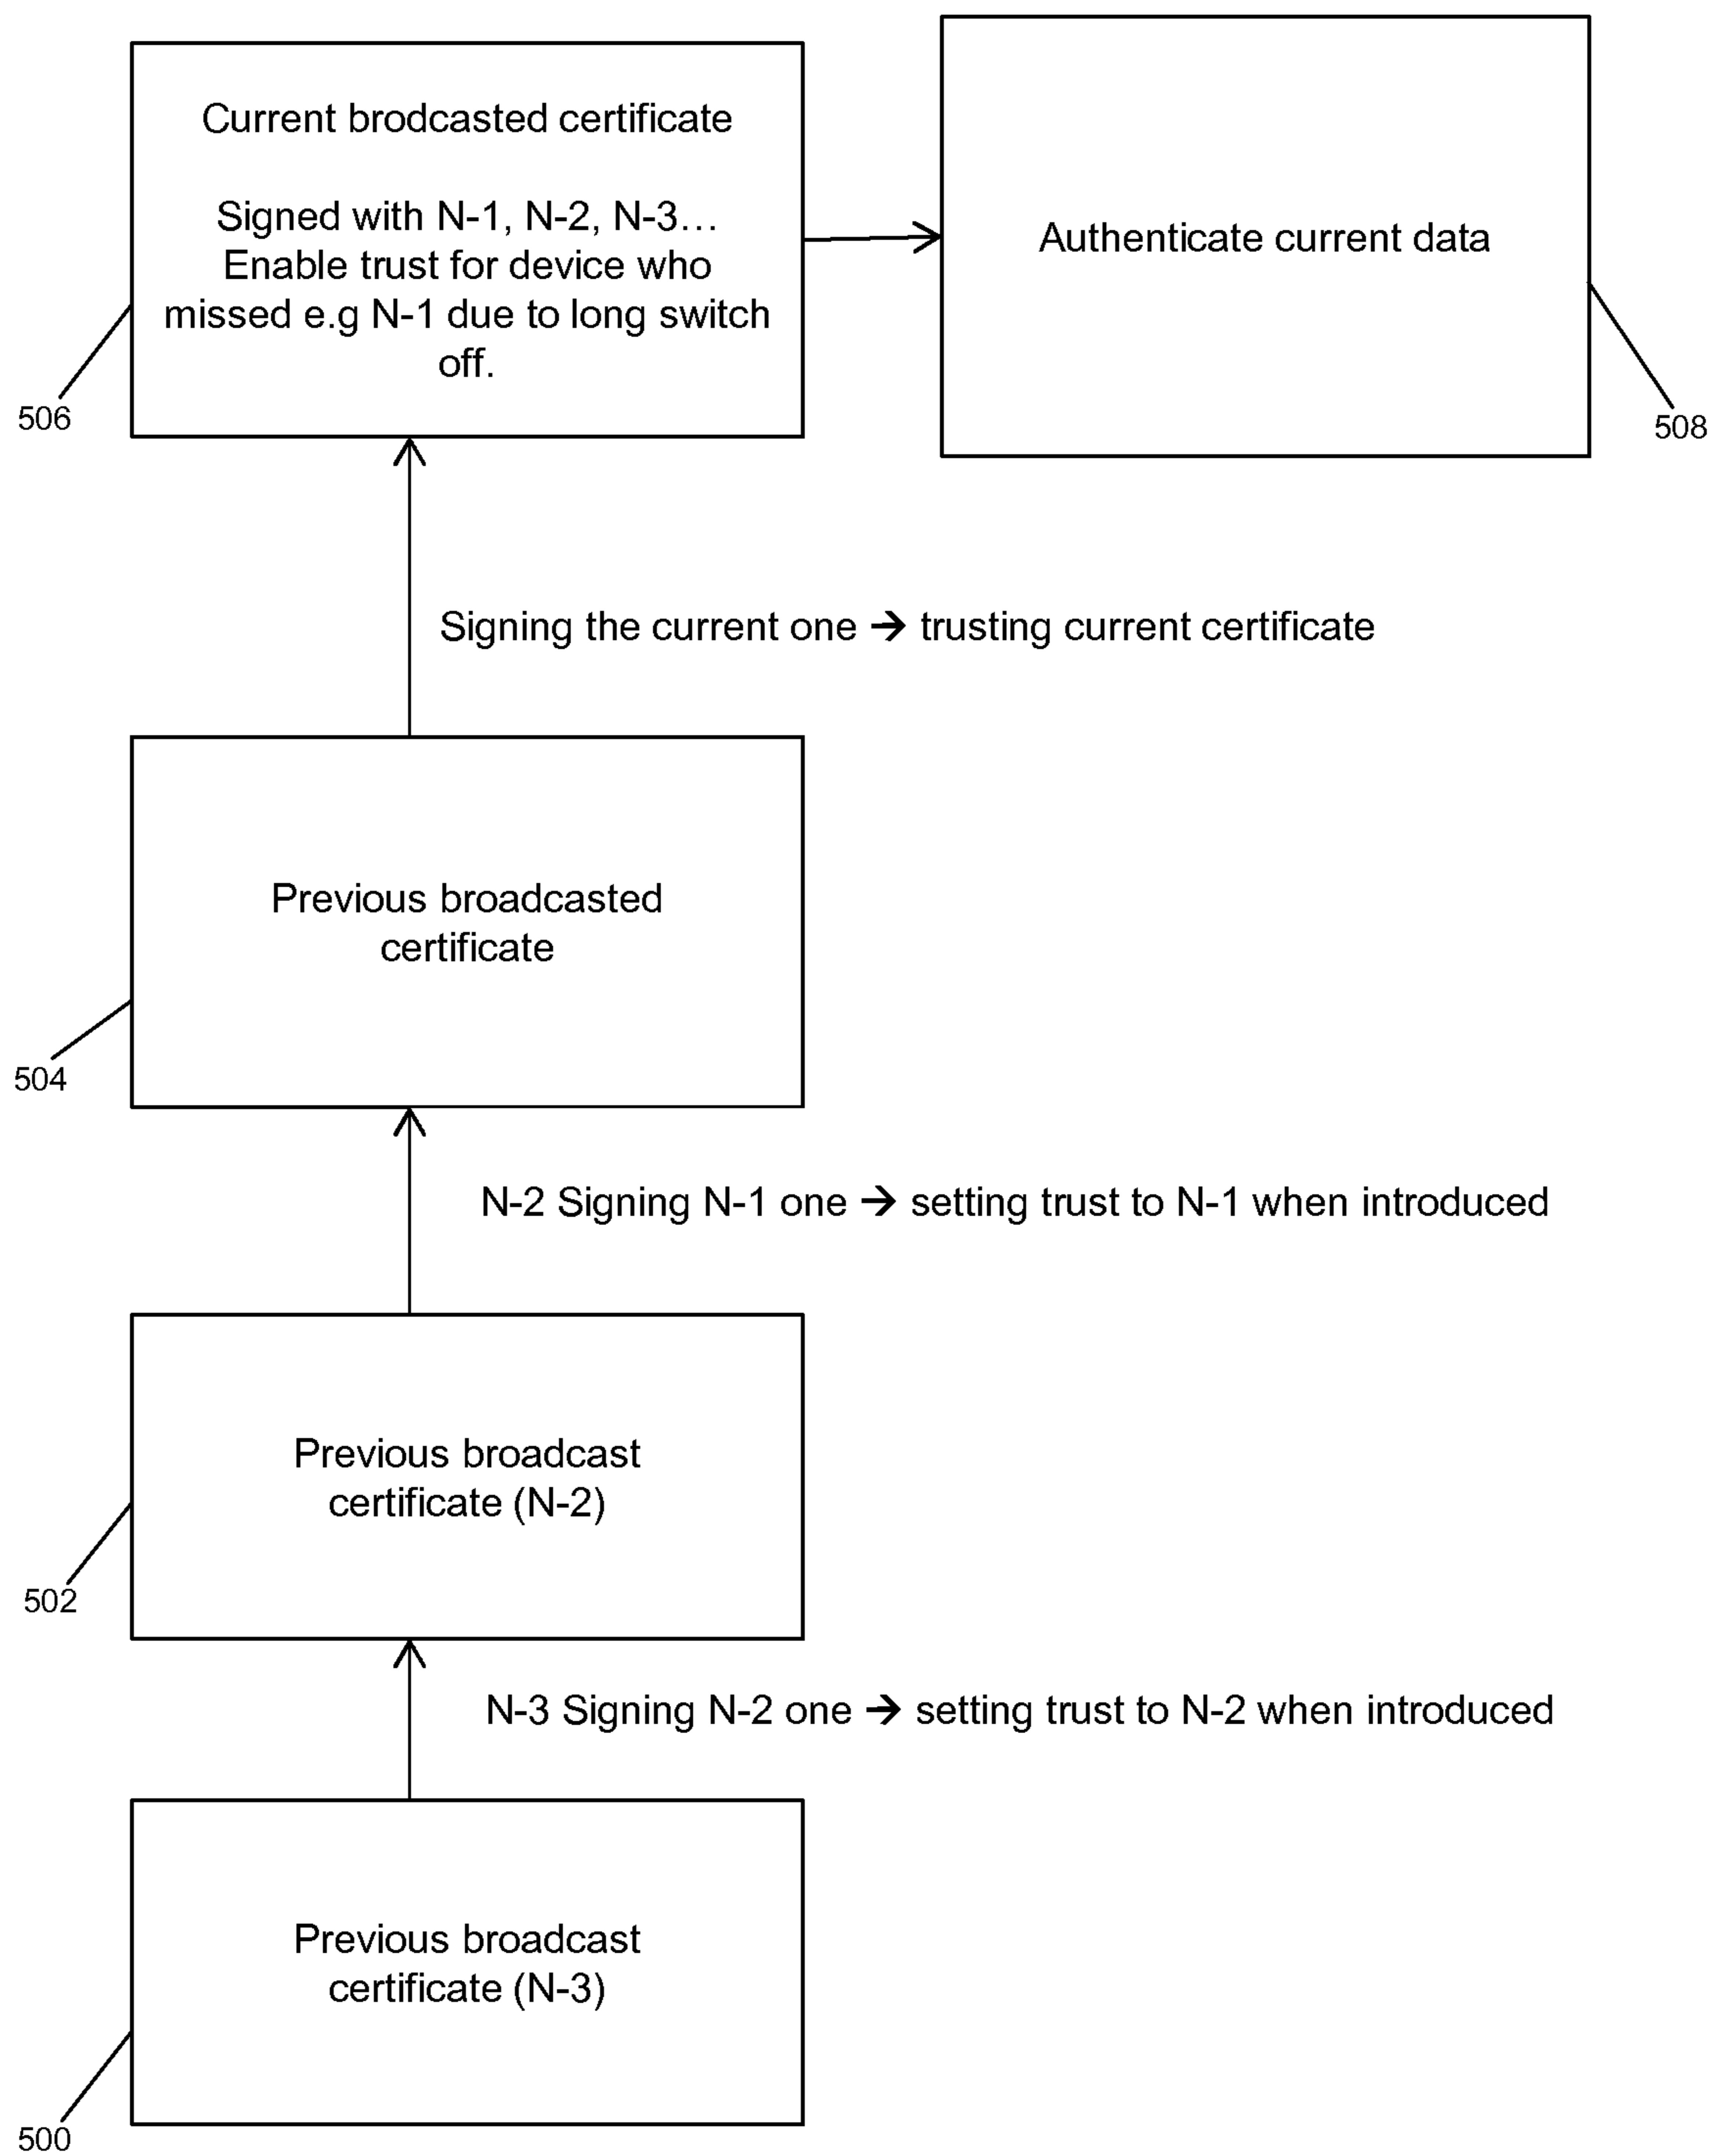 Current brodcasted certificate
Signed with N-1, N-2, N-3…
Enable trust for device who
missed e.g N-1 due to long switch
off.
506
Authenticate current data
508
Signing the current one → trusting current certificate
Previous broadcasted
certificate
504
N-2 Signing N-1 one → setting trust to N-1 when introduced
Previous broadcast
certificate (N-2)
502
N-3 Signing N-2 one → setting trust to N-2 when introduced
Previous broadcast
certificate (N-3)
500